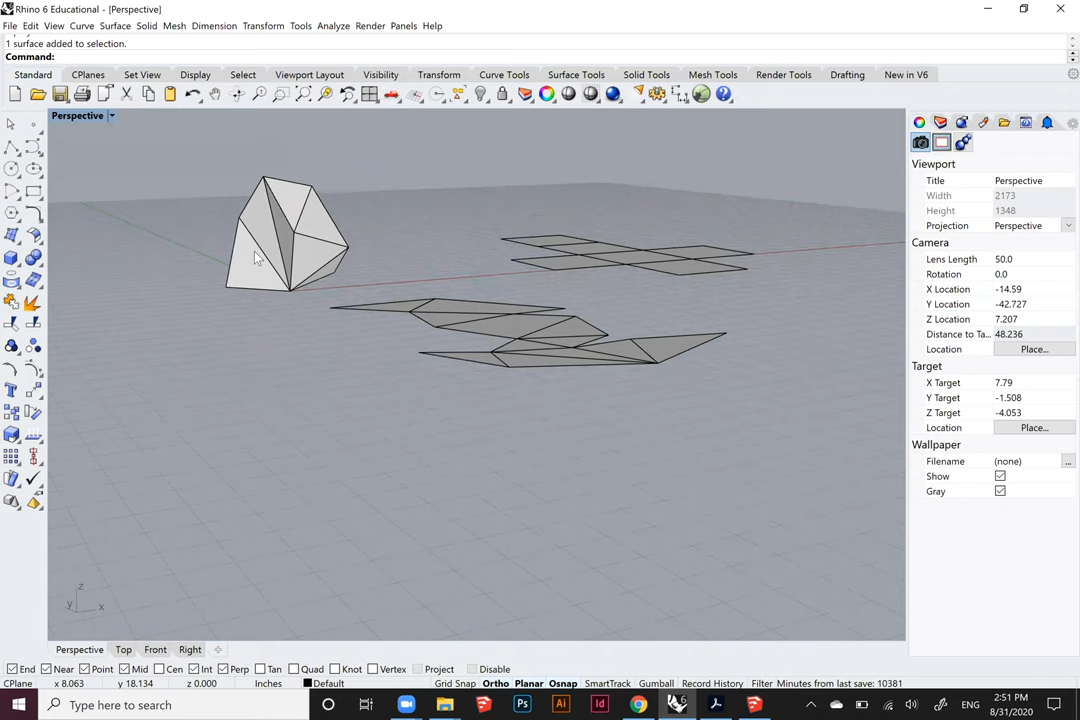 Rhino 6 Educational - [Perspective]
File Edit View Curve Surface Solid Mesh Dimension Transform Tools Analyze Render Panels Help
1 surface added to selection.
Command:
Standard CPlanes Set View Display Select Viewport Layout Visibility Transform Curve Tools Surface Tools Solid Tools Mesh Tools Render Tools Drafting New in V6
Perspective
Viewport
Title Perspective
Width 2173
Height 1348
Projection Perspective
Camera
Lens Length 50.0
Rotation 0.0
X Location -14.59
Y Location -42.727
Z Location 7.207
Distance to Ta... 48.236
Location Place...
Target
X Target 7.79
Y Target -1.508
Z Target -4.053
Location Place...
Wallpaper
Filename (none) ...
Show
Gray
z
y x
Perspective Top Front Right
End Near Point Mid Cen Int Perp Tan Quad Knot Vertex Project Disable
CPlane x 8.063 y 18.134 z 0.000 Inches Default Grid Snap Ortho Planar Osnap SmartTrack Gumball Record History Filter Minutes from last save: 10381
Type here to search Ps Ai Id 6 ENG 2:51 PM
8/31/2020